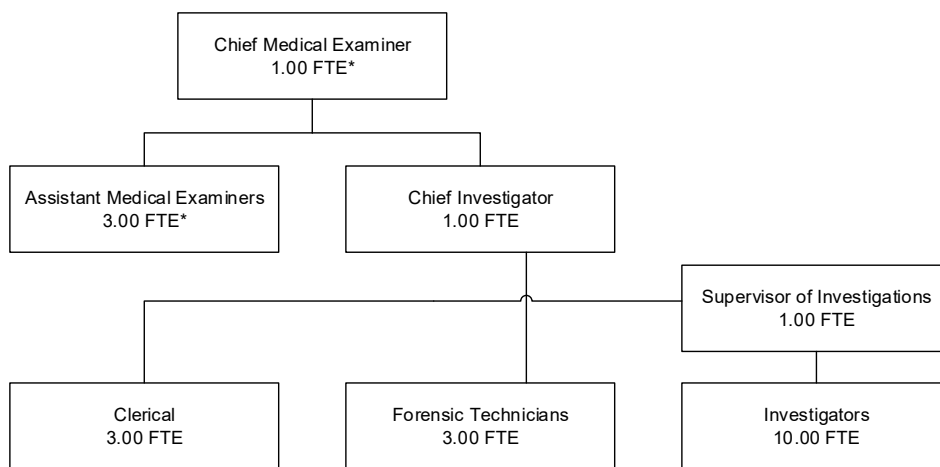 Chief Medical Examiner
1.00 FTE*
Assistant Medical Examiners
3.00 FTE*
Chief Investigator
1.00 FTE
Supervisor of Investigations
1.00 FTE
Clerical
3.00 FTE
Forensic Technicians
3.00 FTE
Investigators
10.00 FTE